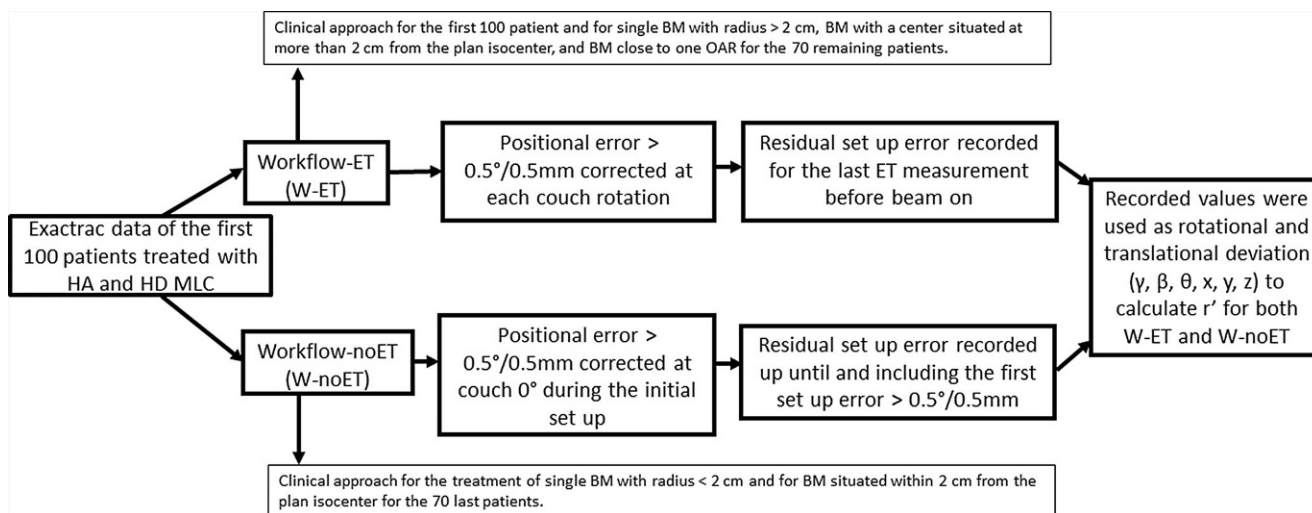 Clinical approach for the first 100 patient and for single BM with radius > 2 cm, BM with a center situated at
more than 2 cm from the plan isocenter, and BM close to one OAR for the 70 remaining patients.
Exactrac data of the first
100 patients treated with
HA and HD MLC
Workflow-ET
(W-ET)
Positional error >
0.5°/0.5mm corrected at
each couch rotation
Residual set up error recorded
for the last ET measurement
before beam on
Workflow-noET
(W-noET)
Positional error >
0.5°/0.5mm corrected at
couch 0° during the initial
set up
Residual set up error recorded
up until and including the first
set up error > 0.5°/0.5mm
Recorded values were
used as rotational and
translational deviation
(γ, β, θ, x, y, z) to
calculate r’ for both
W-ET and W-noET
Clinical approach for the treatment of single BM with radius < 2 cm and for BM situated within 2 cm from the
plan isocenter for the 70 last patients.